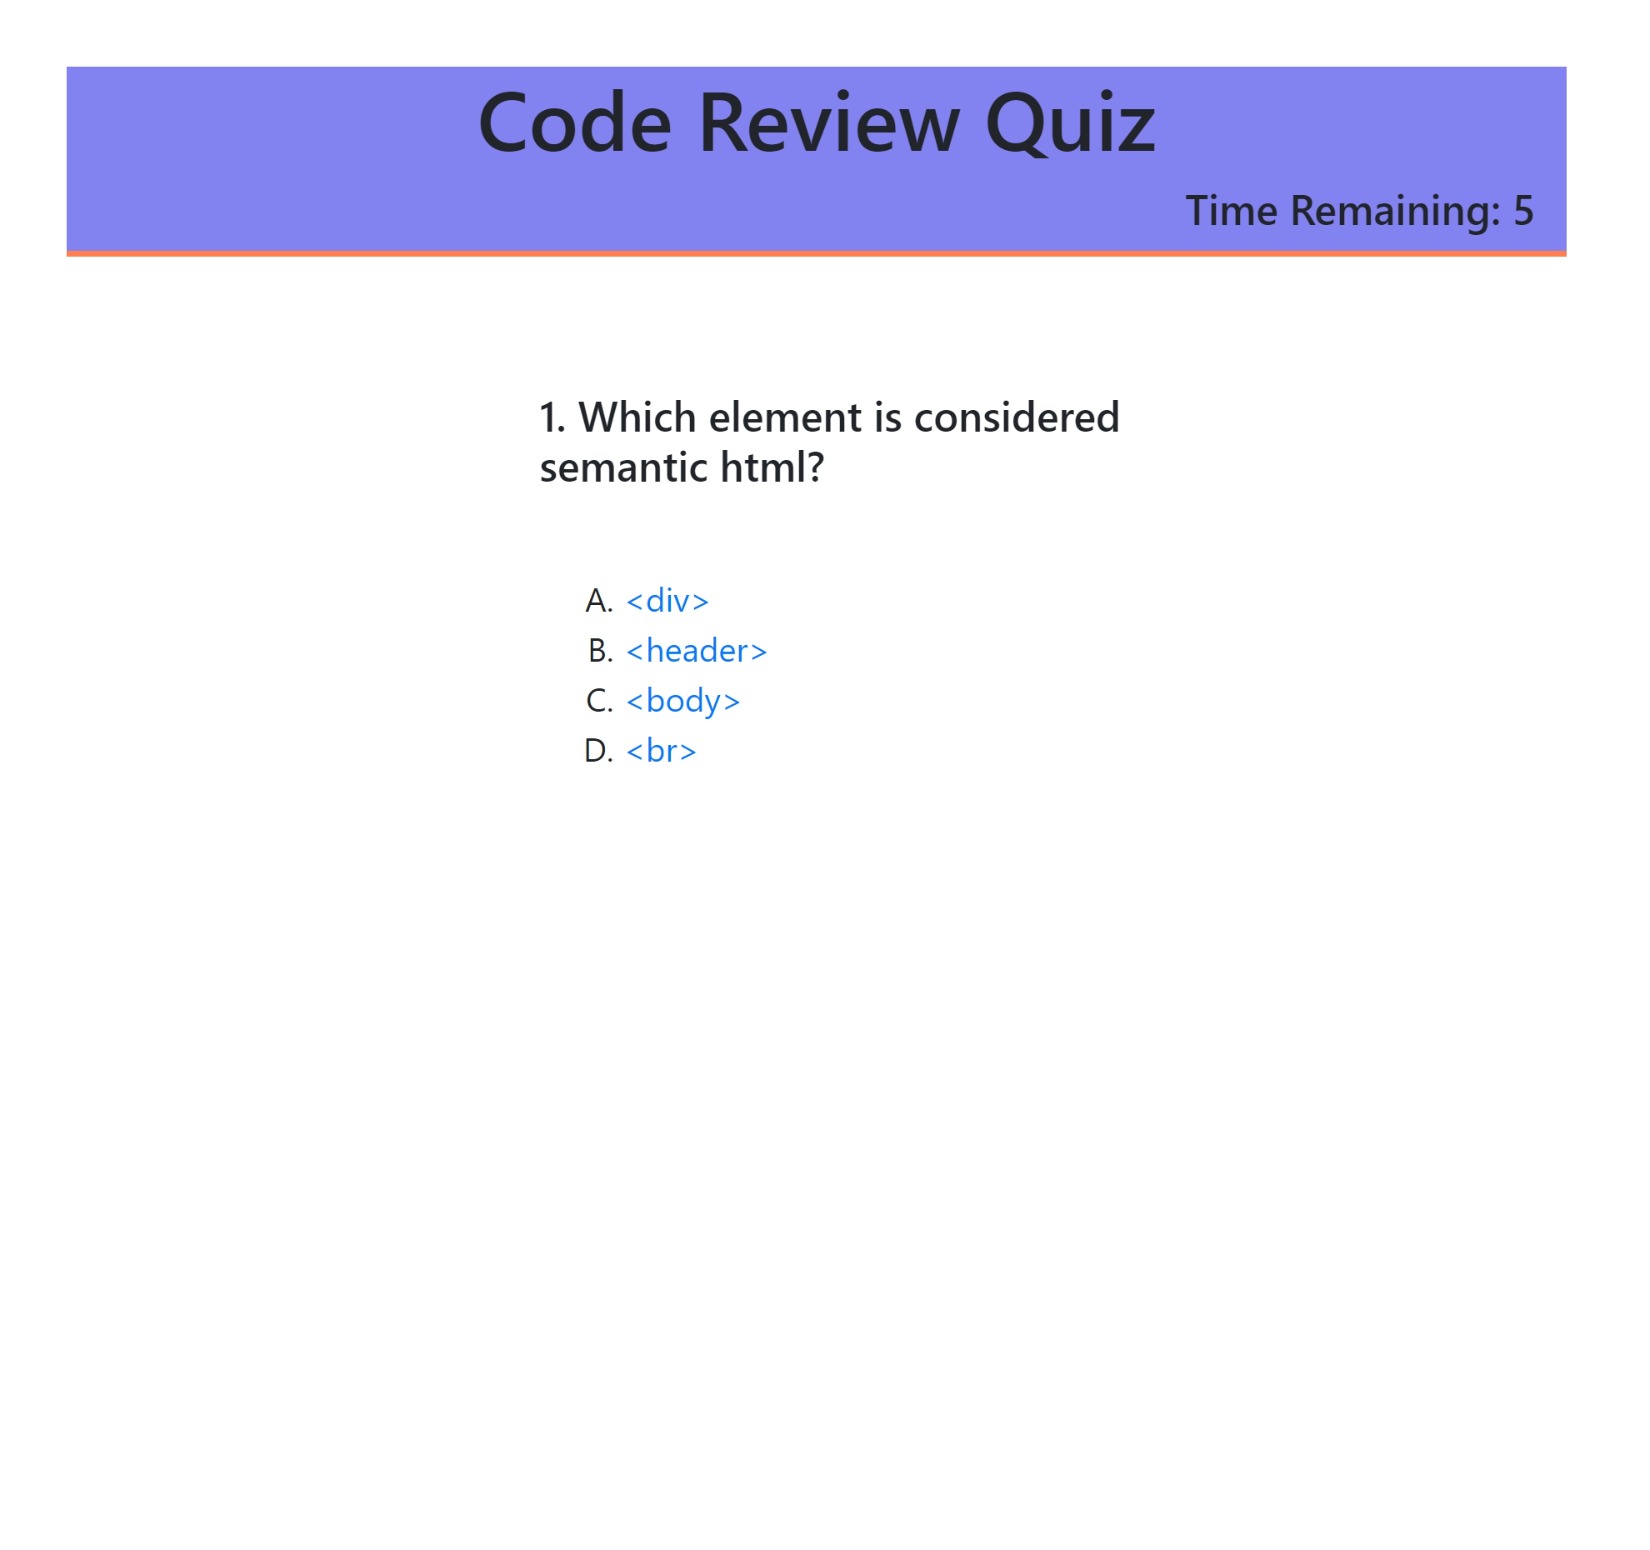 Code Review Quiz
Time Remaining: 5
1. Which element is considered
semantic html?
A. <div>
B. <header>
C. <body>
D. <br>